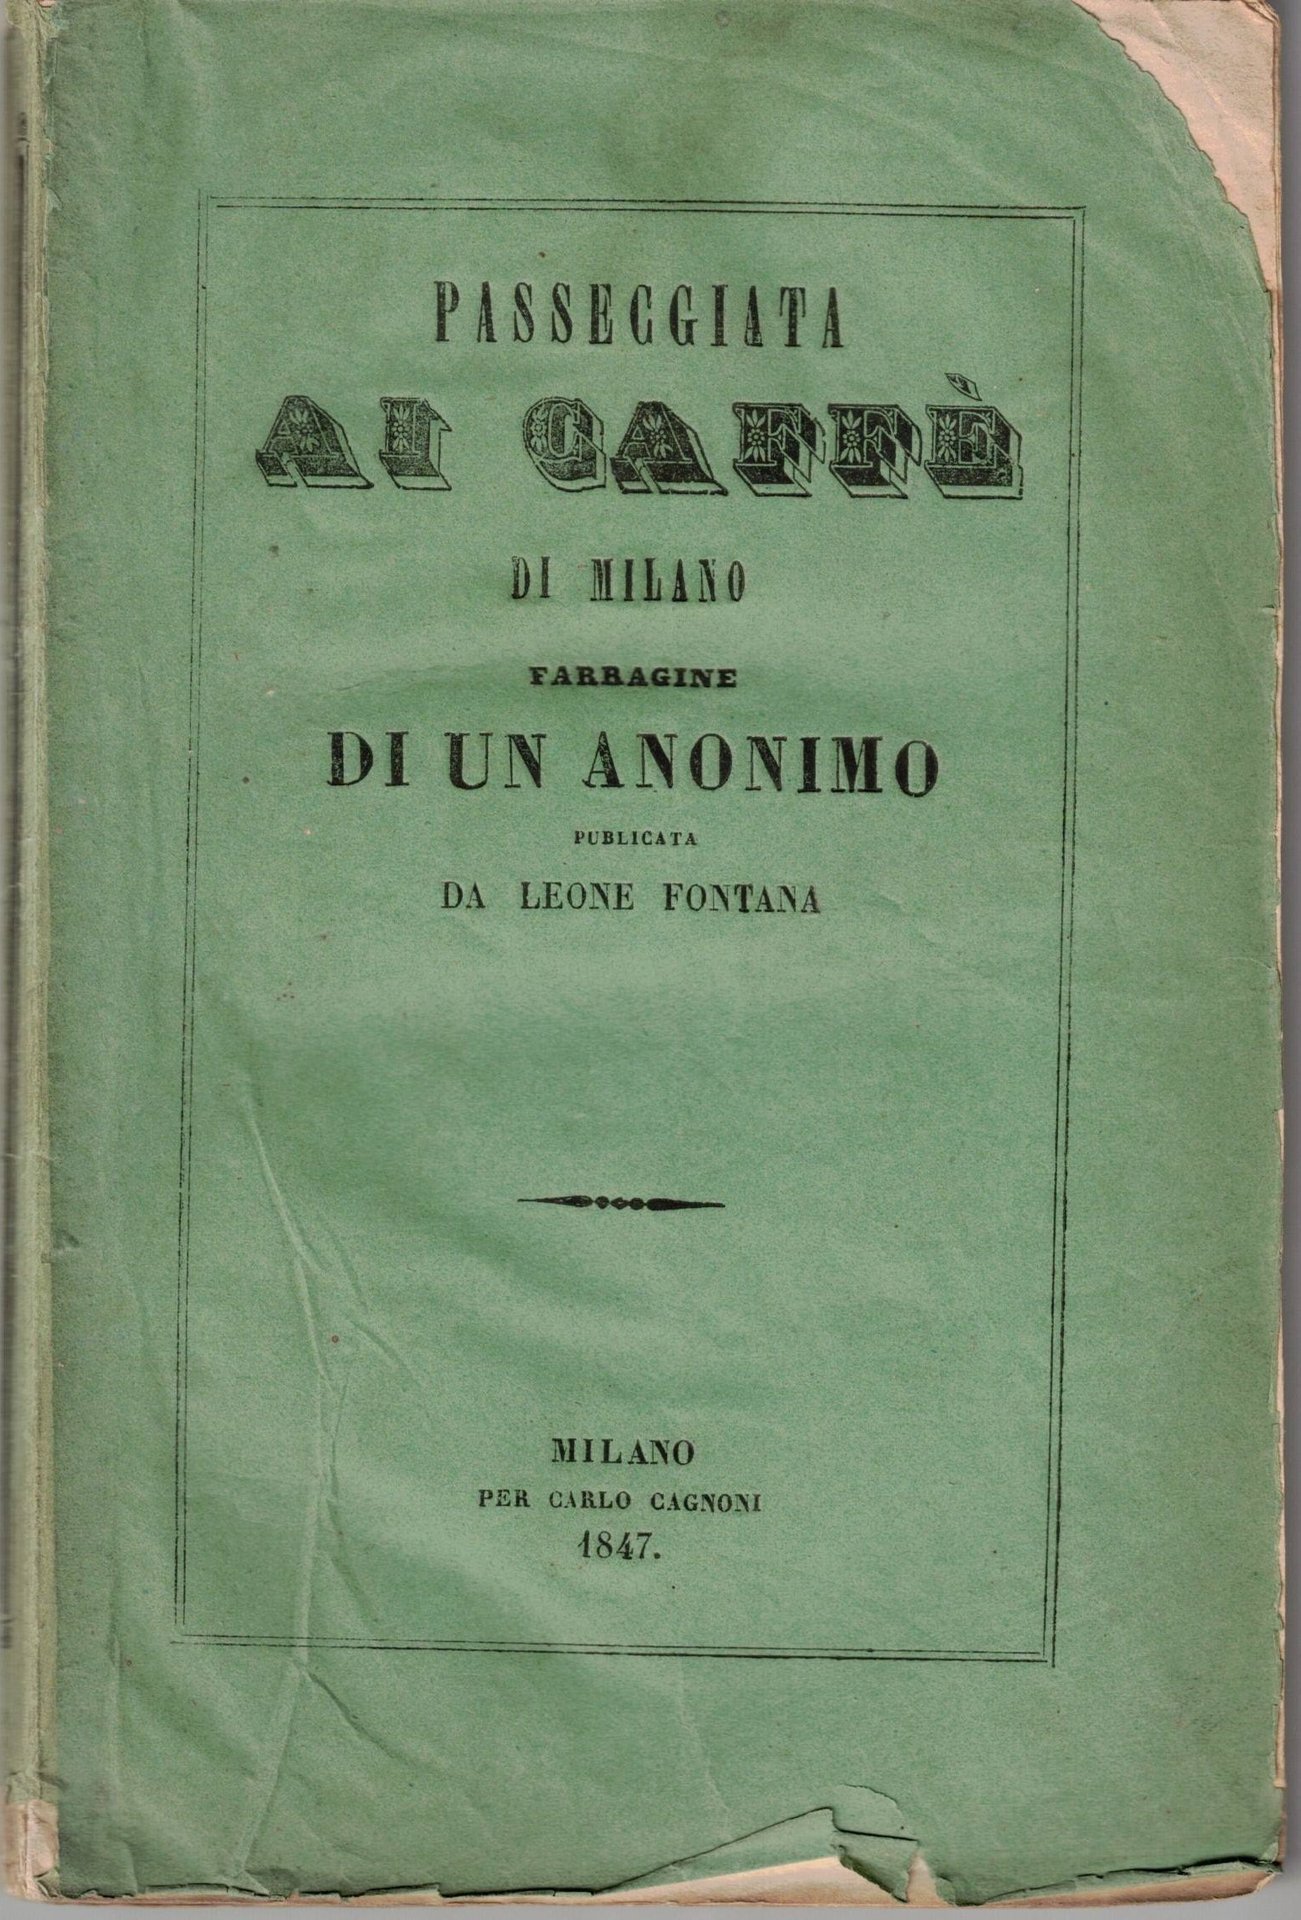 PASSEGGIATA
AI CAFFÈ
DI MILANO
FARRAGINE
DI UN ANONIMO
PUBLICATA
DA LEONE FONTANA
MILANO
PER CARLO CAGNONI
1847.